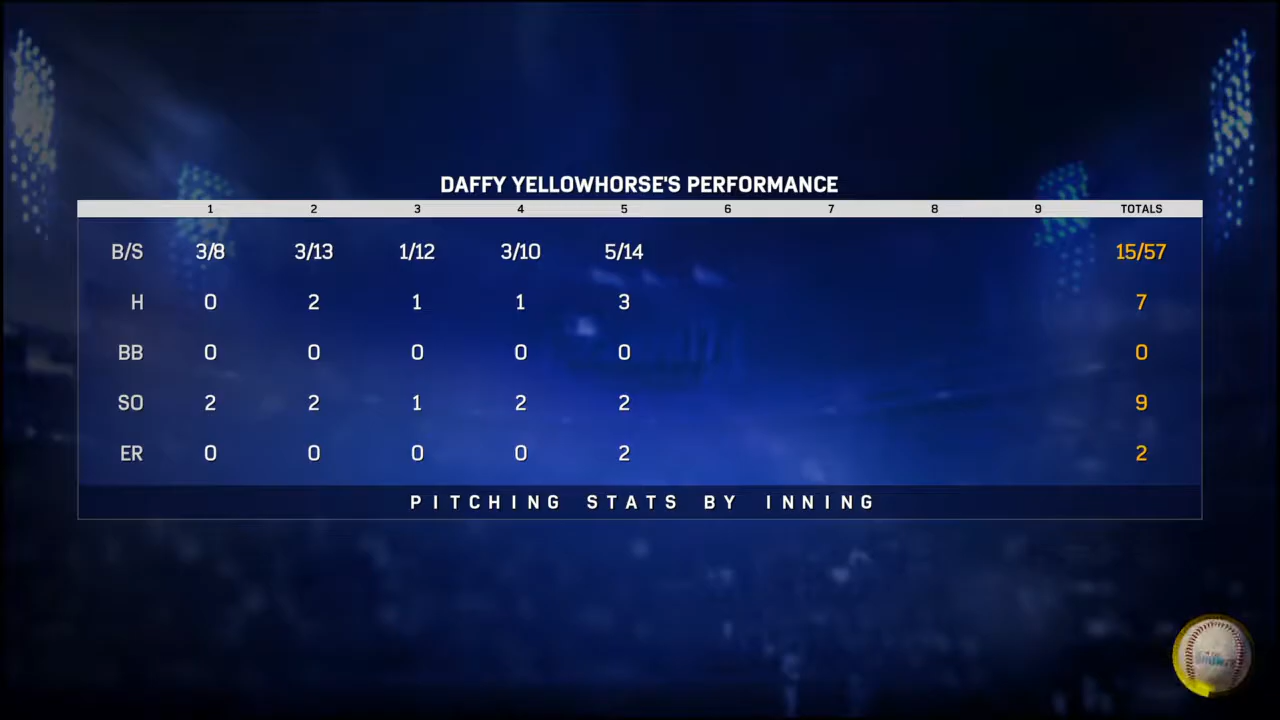 DAFFY YELLOWHORSE'S PERFORMANCE
1 2 3 4 5 6 7 8 9 TOTALS
B/S 3/8 3/13 1/12 3/10 5/14 15/57
H 0 2 1 1 3 7
BB 0 0 0 0 0 0
SO 2 2 1 2 2 9
ER 0 0 0 0 2 2
PITCHING STATS BY INNING